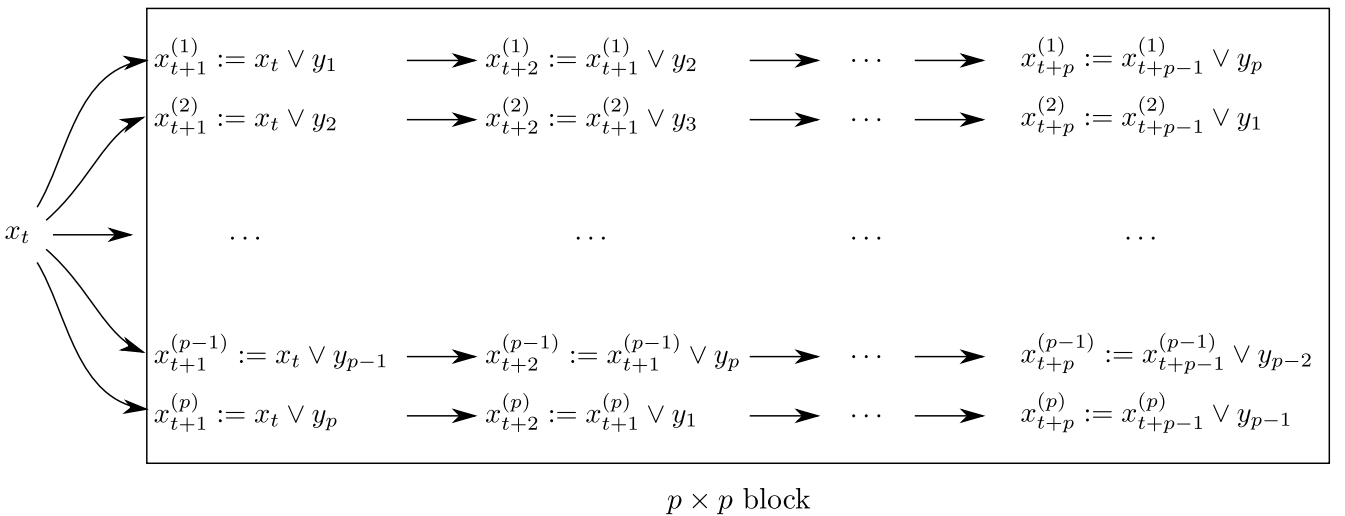 x_{t+1}^{(1)} := x_t ∨ y_1 x_{t+2}^{(1)} := x_{t+1}^{(1)} ∨ y_2 ... x_{t+p}^{(1)} := x_{t+p-1}^{(1)} ∨ y_p
x_{t+1}^{(2)} := x_t ∨ y_2 x_{t+2}^{(2)} := x_{t+1}^{(2)} ∨ y_3 ... x_{t+p}^{(2)} := x_{t+p-1}^{(2)} ∨ y_1
x_t ... ... ... ...
x_{t+1}^{(p-1)} := x_t ∨ y_{p-1} x_{t+2}^{(p-1)} := x_{t+1}^{(p-1)} ∨ y_p ... x_{t+p}^{(p-1)} := x_{t+p-1}^{(p-1)} ∨ y_{p-2}
x_{t+1}^{(p)} := x_t ∨ y_p x_{t+2}^{(p)} := x_{t+1}^{(p)} ∨ y_1 ... x_{t+p}^{(p)} := x_{t+p-1}^{(p)} ∨ y_{p-1}
p × p block